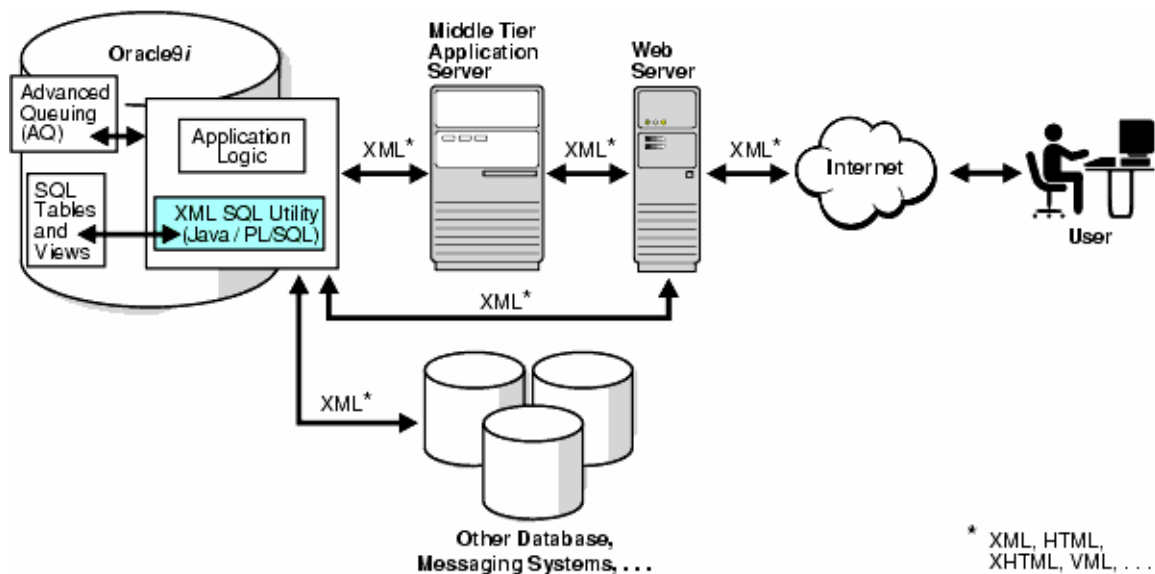 Oracle9i
Advanced
Queuing
(AQ)
Application
Logic
SQL
Tables
and
Views
XML SQL Utility
(Java / PL/SQL)
XML*
Middle Tier
Application
Server
XML*
Web
Server
XML*
Internet
User
XML*
XML*
Other Database,
Messaging Systems, . . .
* XML, HTML,
XHTML, VML, . . .